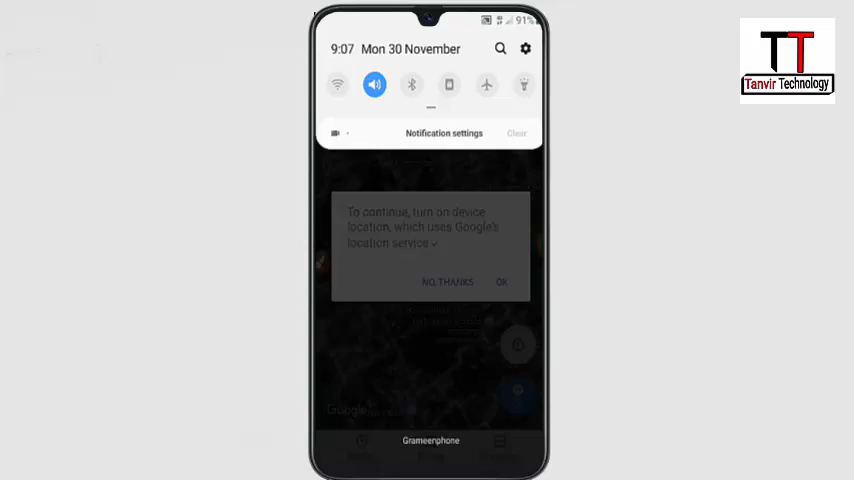 91%
9:07 Mon 30 November
Notification settings Clear
To continue, turn on device
location, which uses Google's
location service
NO, THANKS OK
Google
Grameenphone
TT
Tanvir Technology